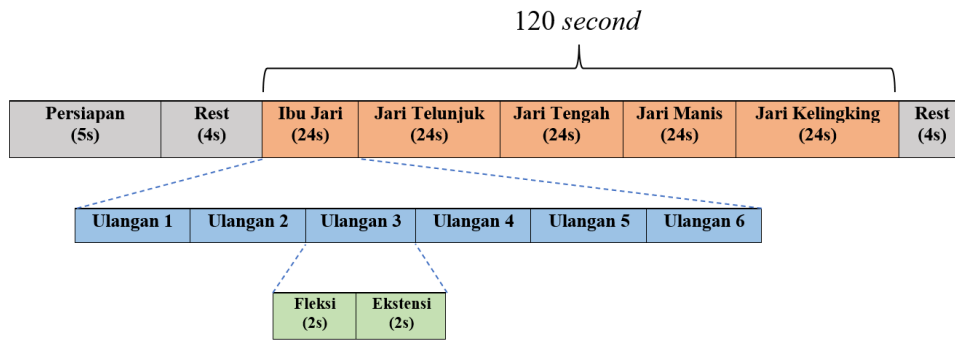 120 second
Persiapan
(5s)
Rest
(4s)
Ibu Jari
(24s)
Jari Telunjuk
(24s)
Jari Tengah
(24s)
Jari Manis
(24s)
Jari Kelingking
(24s)
Rest
(4s)
Ulangan 1
Ulangan 2
Ulangan 3
Ulangan 4
Ulangan 5
Ulangan 6
Fleksi
(2s)
Ekstensi
(2s)